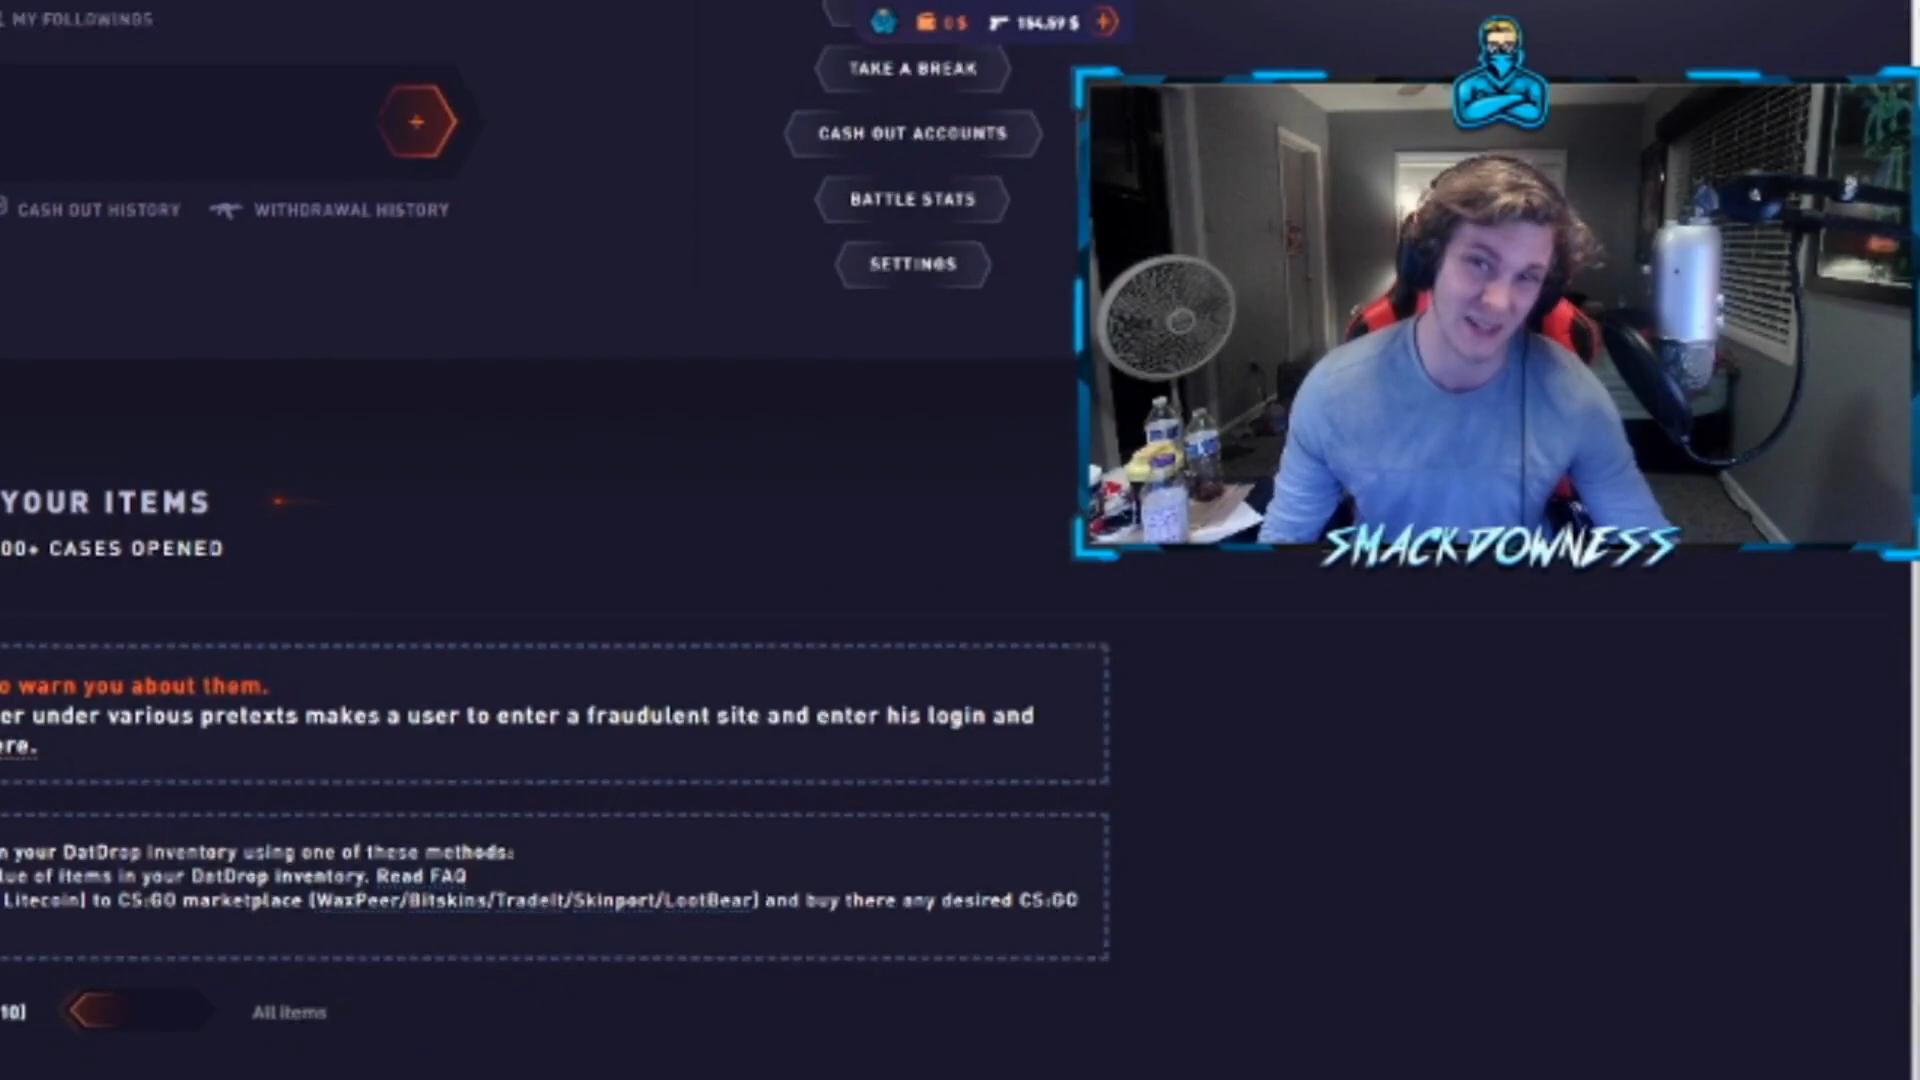 MY FOLLOWINGS
0 $ 154.59 $
TAKE A BREAK
CASH OUT ACCOUNTS
CASH OUT HISTORY
WITHDRAWAL HISTORY
BATTLE STATS
SETTINGS
SMACKDOWNESS
YOUR ITEMS
00+ CASES OPENED
o warn you about them.
er under various pretexts makes a user to enter a fraudulent site and enter his login and
ere.
n your DatDrop inventory using one of these methods:
lue of items in your DatDrop inventory. Read FAQ
Litecoin) to CS:GO marketplace (WaxPeer/Bitskins/TradeIt/Skinport/LootBear) and buy there any desired CS:GO
10)
All items